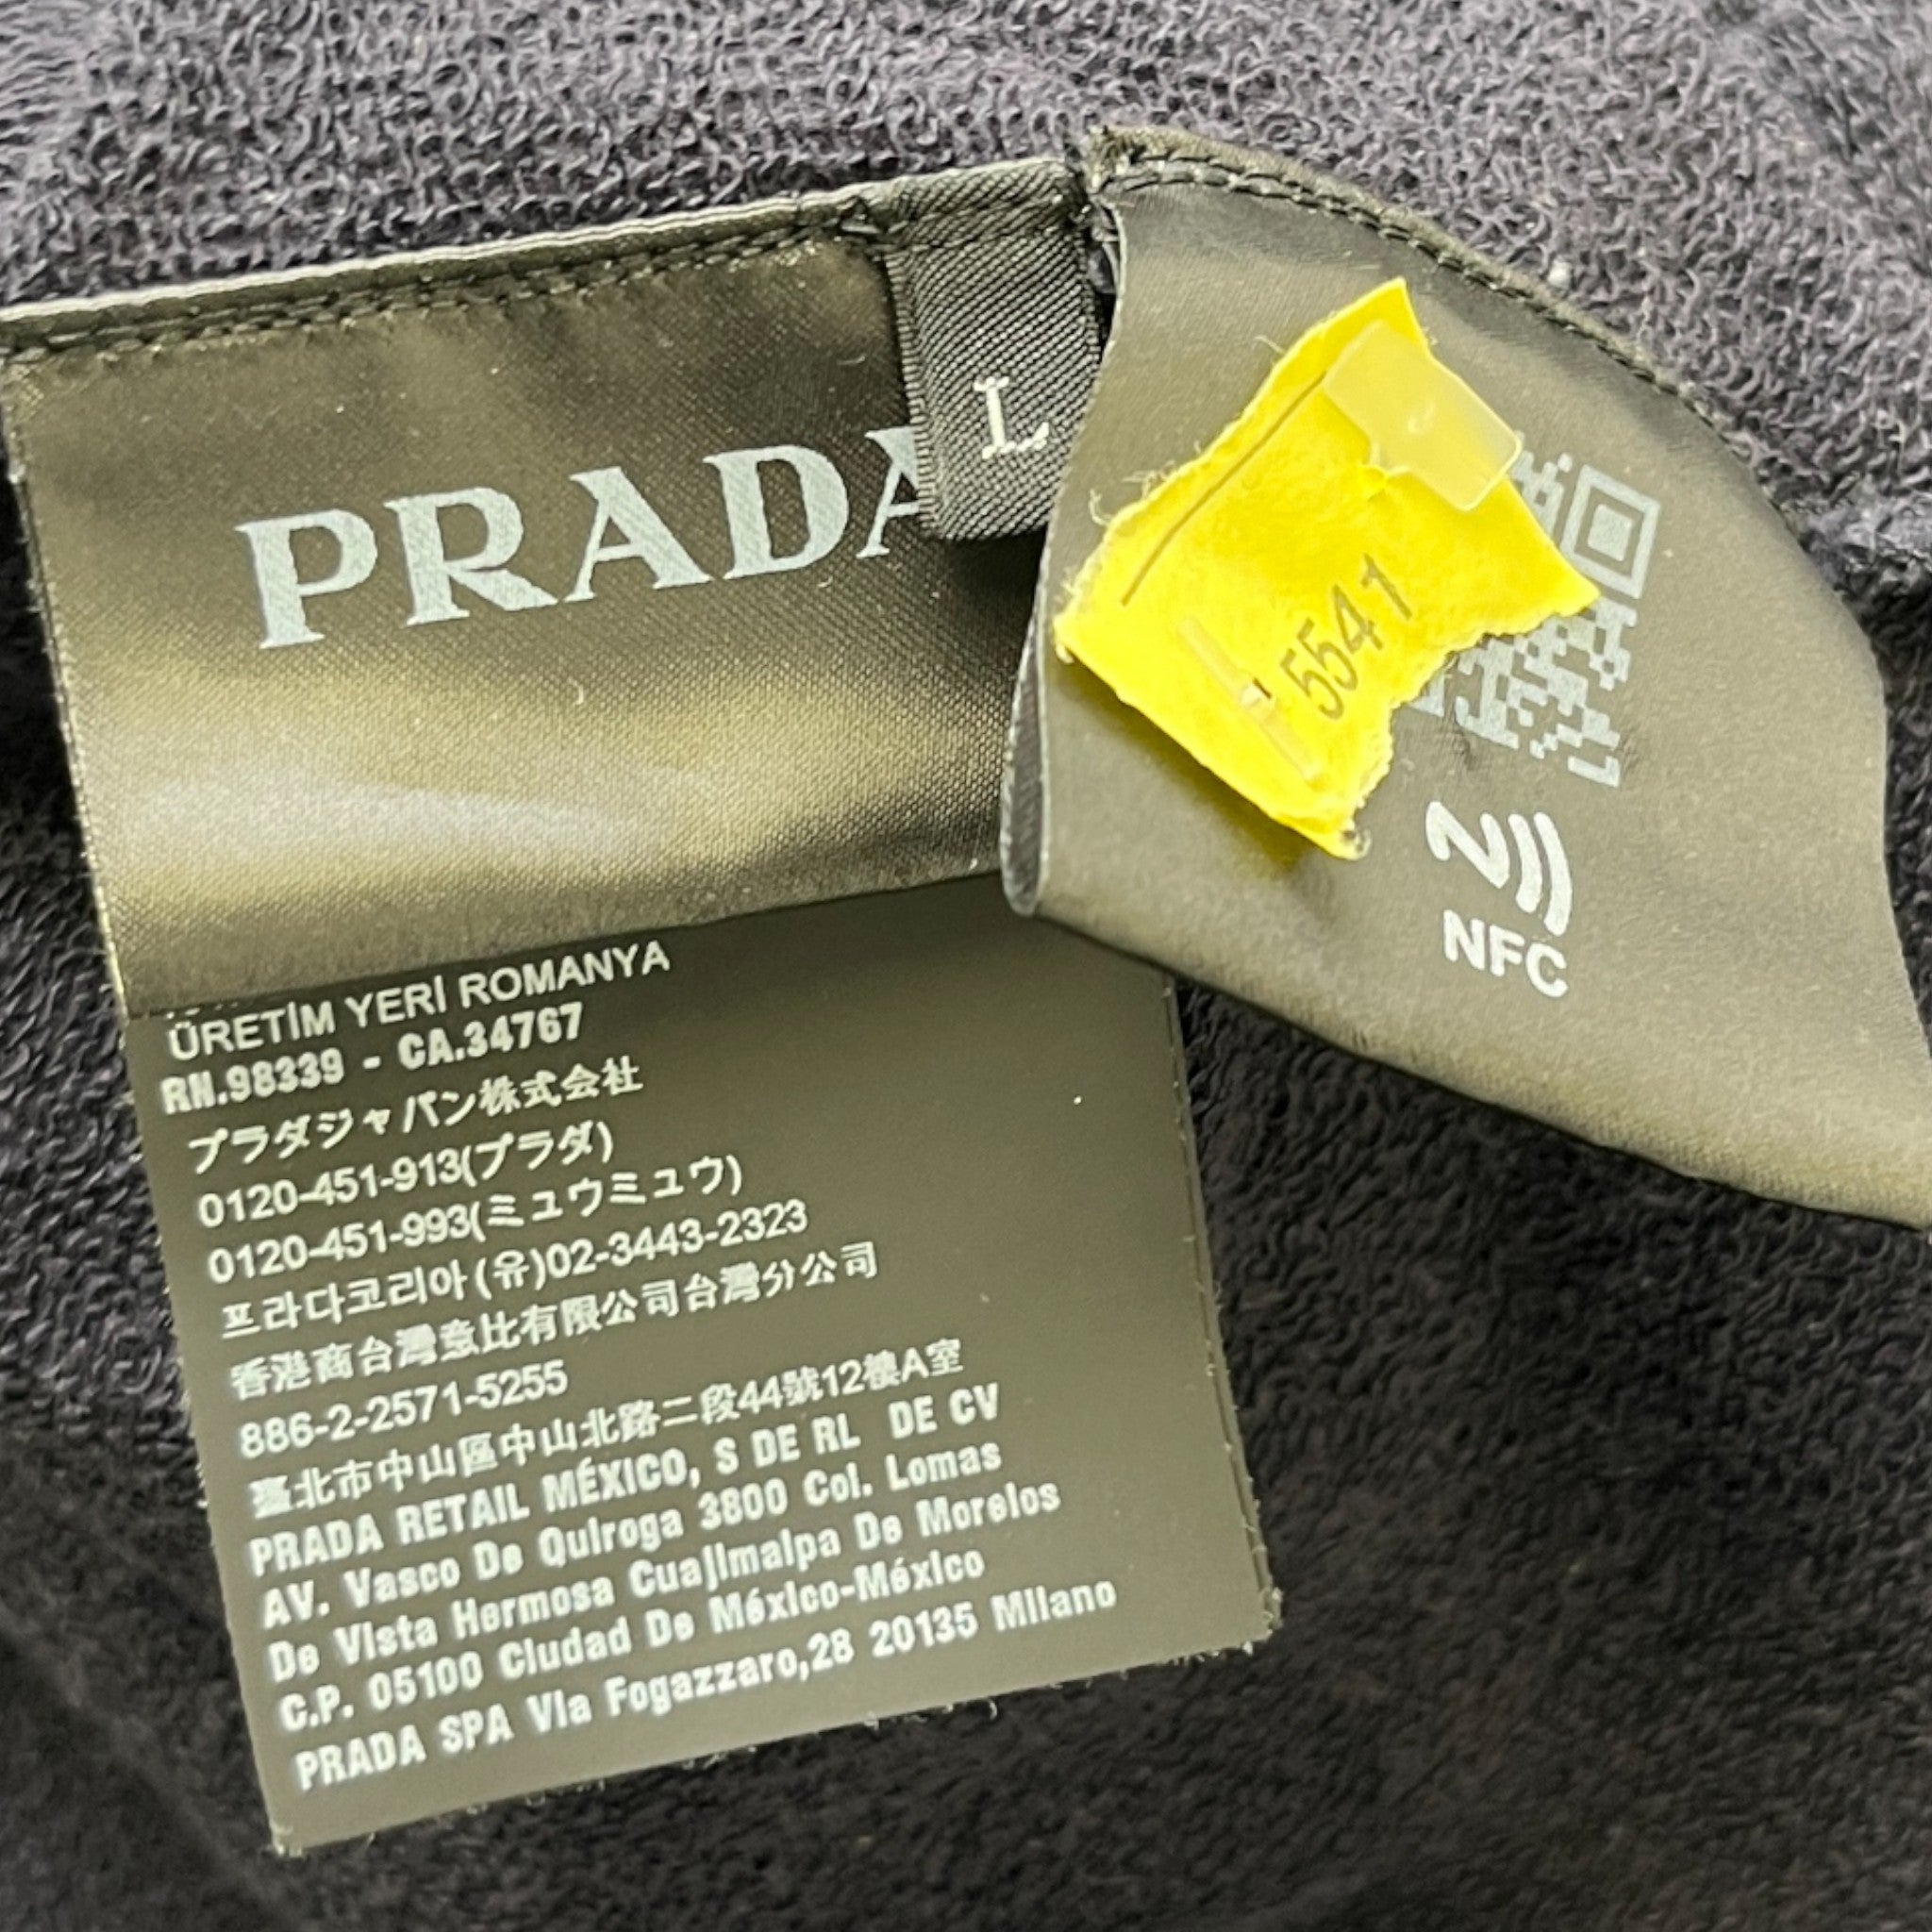 PRADA
L
5541
NFC
ÜRETİM YERİ ROMANYA
RN.98339 - CA.34767
プラダジャパン株式会社
0120-451-913(プラダ)
0120-451-993(ミュウミュウ)
프라다코리아(유)02-3443-2323
香港商台灣意比有限公司台灣分公司
886-2-2571-5255
臺北市中山區中山北路二段44號12樓A室
PRADA RETAIL MÉXICO, S DE RL DE CV
AV. Vasco De Quiroga 3800 Col. Lomas
De Vista Hermosa Cuajimalpa De Morelos
C.P. 05100 Ciudad De México-México
PRADA SPA Via Fogazzaro,28 20135 Milano